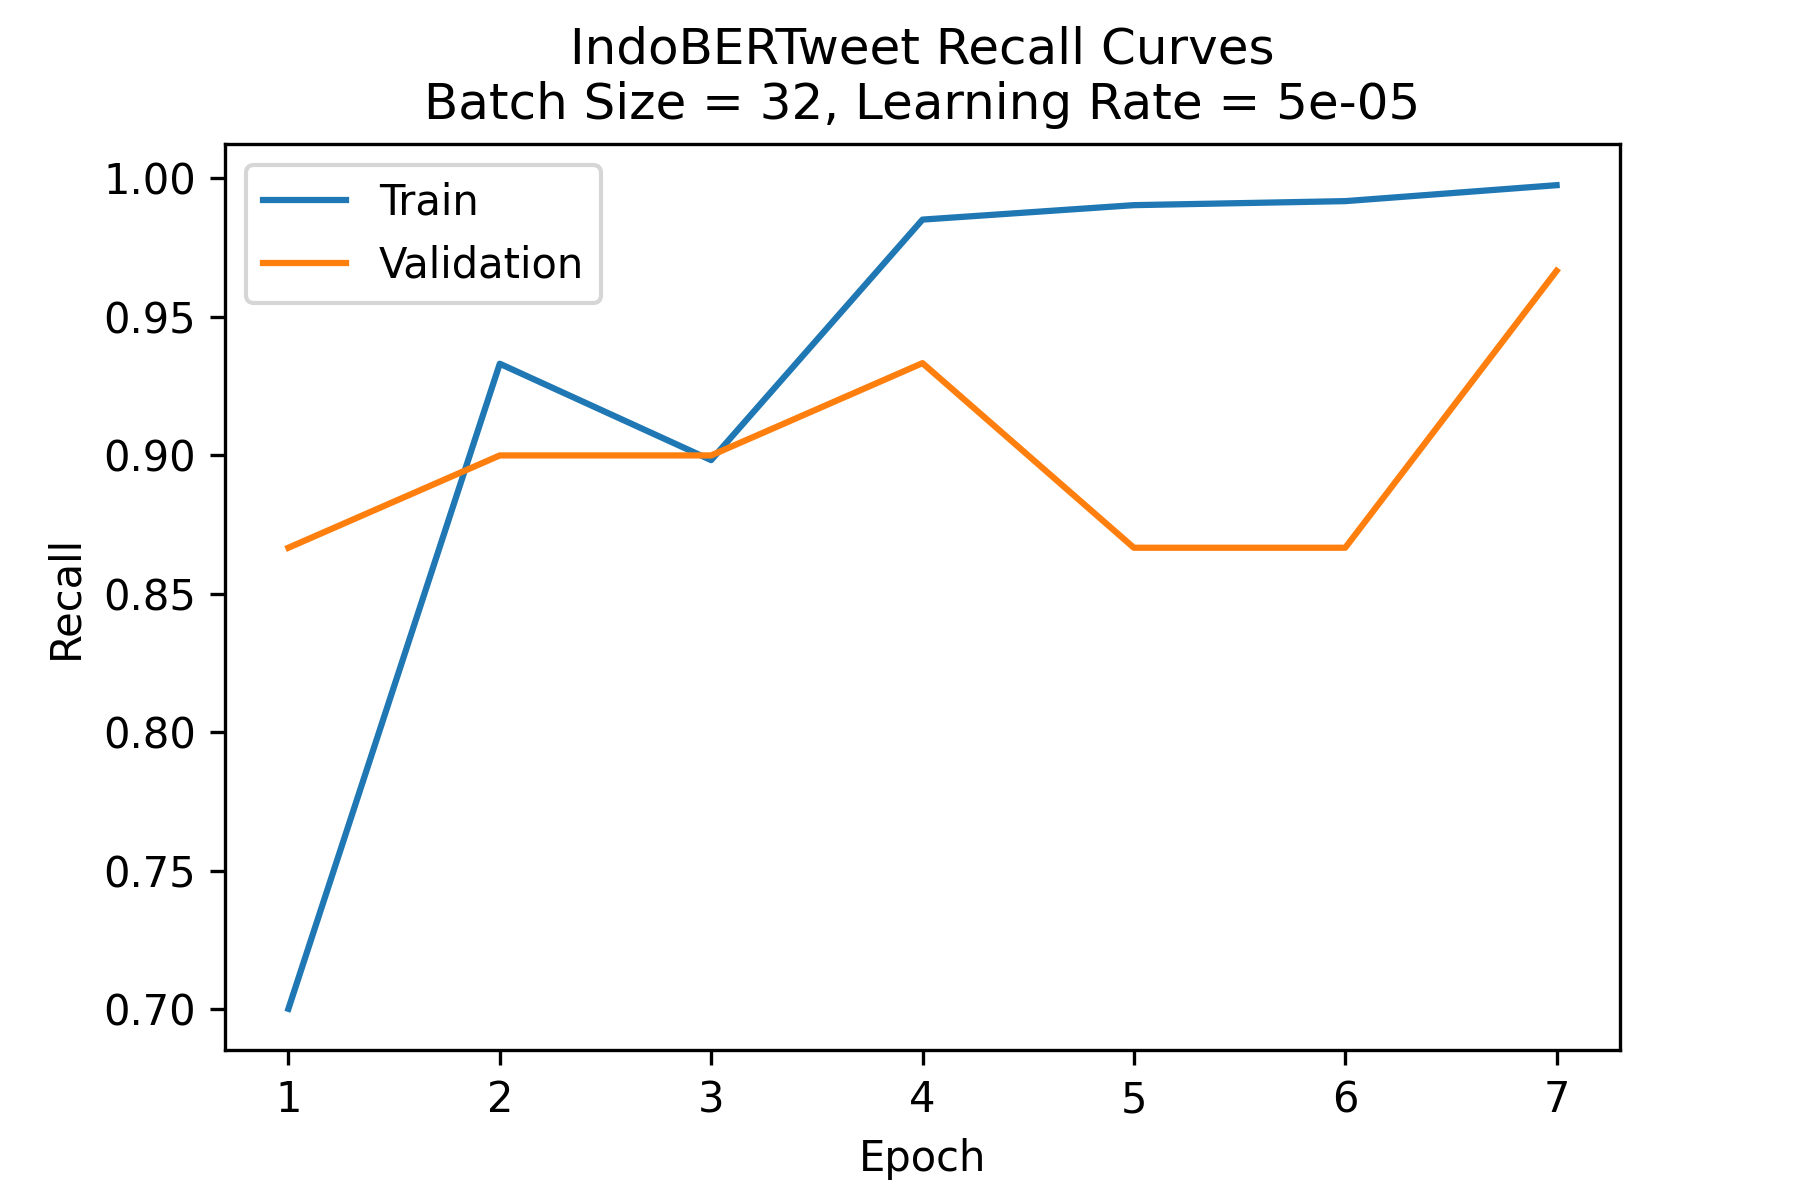 IndoBERTweet Recall Curves
Batch Size = 32, Learning Rate = 5e-05
Train
Validation
1.00
0.95
0.90
0.85
0.80
0.75
0.70
Recall
1 2 3 4 5 6 7
Epoch